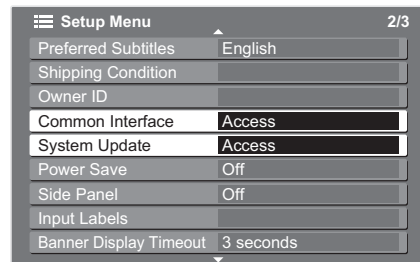 Setup Menu 2/3
Preferred Subtitles English
Shipping Condition
Owner ID
Common Interface Access
System Update Access
Power Save Off
Side Panel Off
Input Labels
Banner Display Timeout 3 seconds